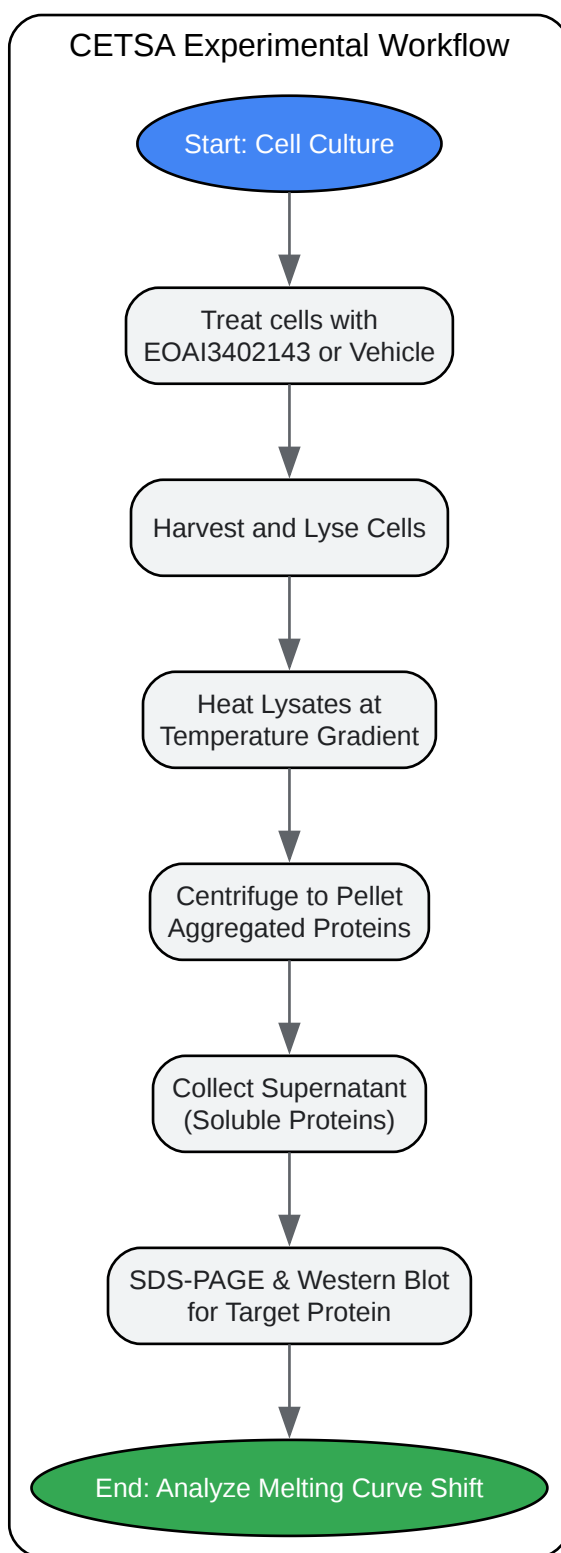 CETSA Experimental Workflow
Start: Cell Culture
Treat cells with
EOAI3402143 or Vehicle
Harvest and Lyse Cells
Heat Lysates at
Temperature Gradient
Centrifuge to Pellet
Aggregated Proteins
Collect Supernatant
(Soluble Proteins)
SDS-PAGE & Western Blot
for Target Protein
End: Analyze Melting Curve Shift